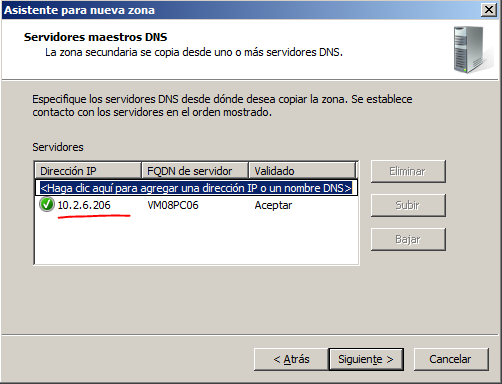 Asistente para nueva zona
Servidores maestros DNS
La zona secundaria se copia desde uno o más servidores DNS.
Especifique los servidores DNS desde dónde desea copiar la zona. Se establece
contacto con los servidores en el orden mostrado.
Servidores
Dirección IP FQDN de servidor Validado
<Haga clic aquí para agregar una dirección IP o un nombre DNS>
10.2.6.206 VM08PC06 Aceptar
Eliminar
Subir
Bajar
< Atrás Siguiente > Cancelar